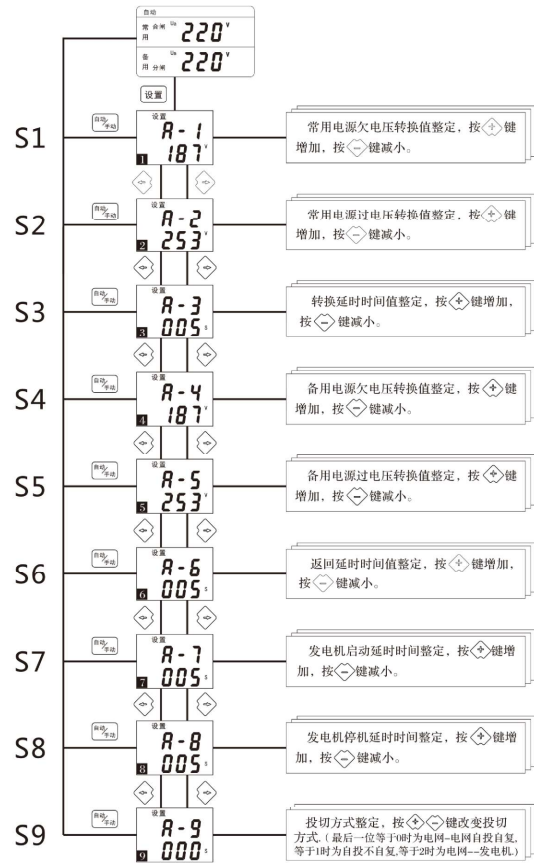 自动
常用 合闸 Ua 220 V
备用 分闸 Ua 220 V
设置
S1
自动/手动
设置
A-1
1 187 V
常用电源欠电压转换值整定，按 + 键
增加，按 - 键减小。
S2
自动/手动
设置
A-2
2 253 V
常用电源过电压转换值整定，按 + 键
增加，按 - 键减小。
S3
自动/手动
设置
A-3
3 005 S
转换延时时间值整定，按 + 键增加，
按 - 键减小。
S4
自动/手动
设置
A-4
4 187 V
备用电源欠电压转换值整定，按 + 键
增加，按 - 键减小。
S5
自动/手动
设置
A-5
5 253 V
备用电源过电压转换值整定，按 + 键
增加，按 - 键减小。
S6
自动/手动
设置
A-6
6 005 S
返回延时时间值整定，按 + 键增加，
按 - 键减小。
S7
自动/手动
设置
A-7
7 005 S
发电机启动延时时间整定，按 + 键增
加，按 - 键减小。
S8
自动/手动
设置
A-8
8 005 S
发电机停机延时时间整定，按 + 键增
加，按 - 键减小。
S9
自动/手动
设置
A-9
9 000 S
投切方式整定，按 + - 键改变投切
方式.（最后一位等于0时为电网-电网自投自复,
等于1时为自投不自复,等于2时为电网--发电机.）